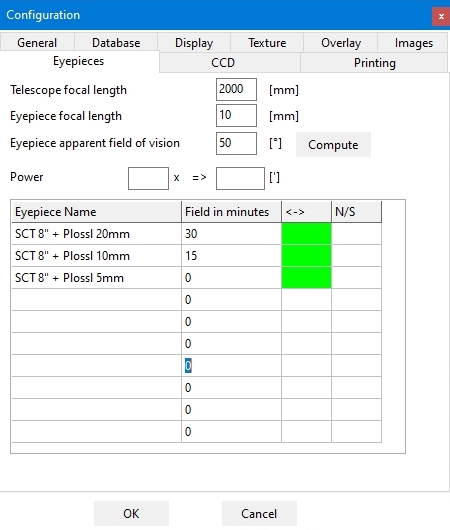 Configuration x
General Database Display Texture Overlay Images
Eyepieces CCD Printing
Telescope focal length 2000 [mm]
Eyepiece focal length 10 [mm]
Eyepiece apparent field of vision 50 [°] Compute
Power x => [']
Eyepiece Name Field in minutes <-> N/S
SCT 8" + Plossl 20mm 30
SCT 8" + Plossl 10mm 15
SCT 8" + Plossl 5mm 0
0
0
0
0
0
0
0
OK Cancel